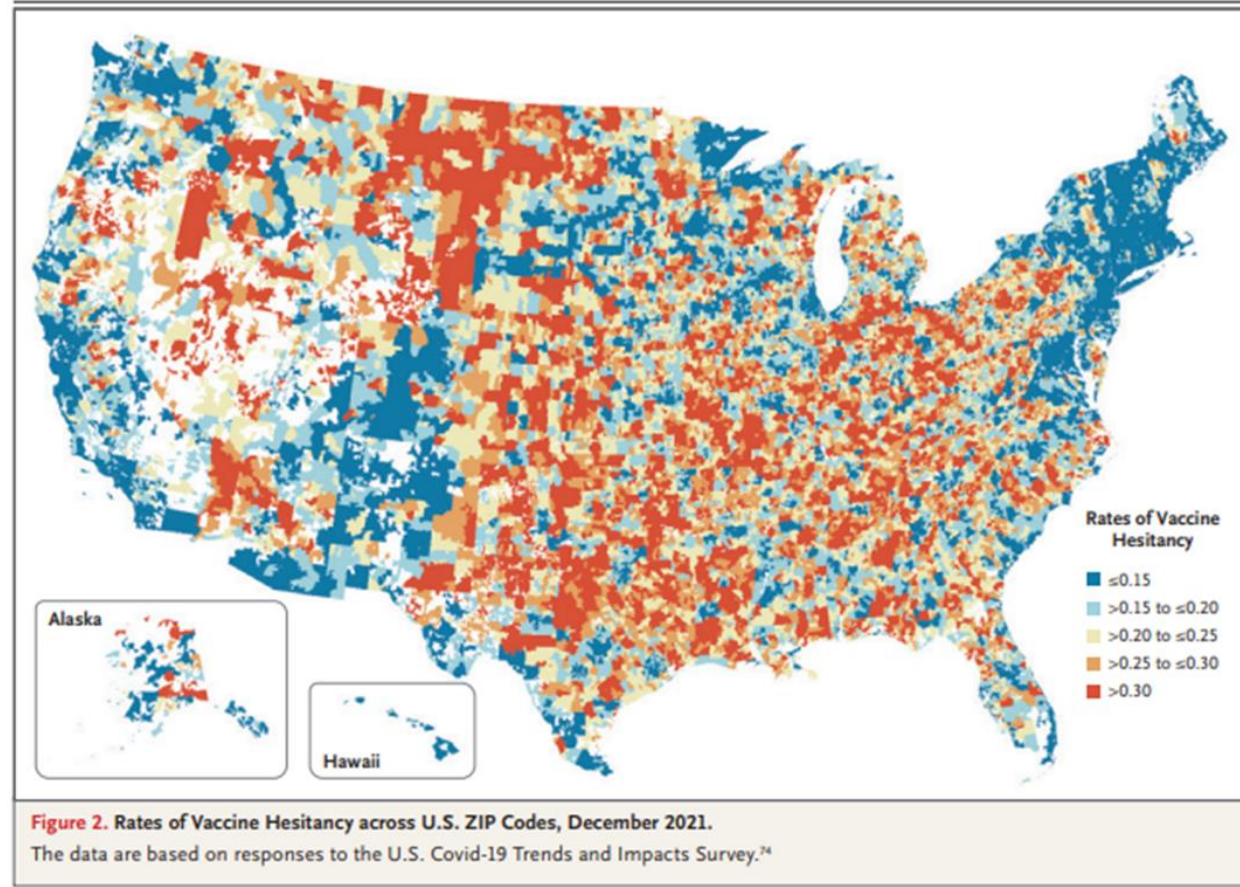 Alaska
Hawaii
Rates of Vaccine
Hesitancy
≤0.15
>0.15 to ≤0.20
>0.20 to ≤0.25
>0.25 to ≤0.30
>0.30
Figure 2. Rates of Vaccine Hesitancy across U.S. ZIP Codes, December 2021.
The data are based on responses to the U.S. Covid-19 Trends and Impacts Survey.⁷⁴